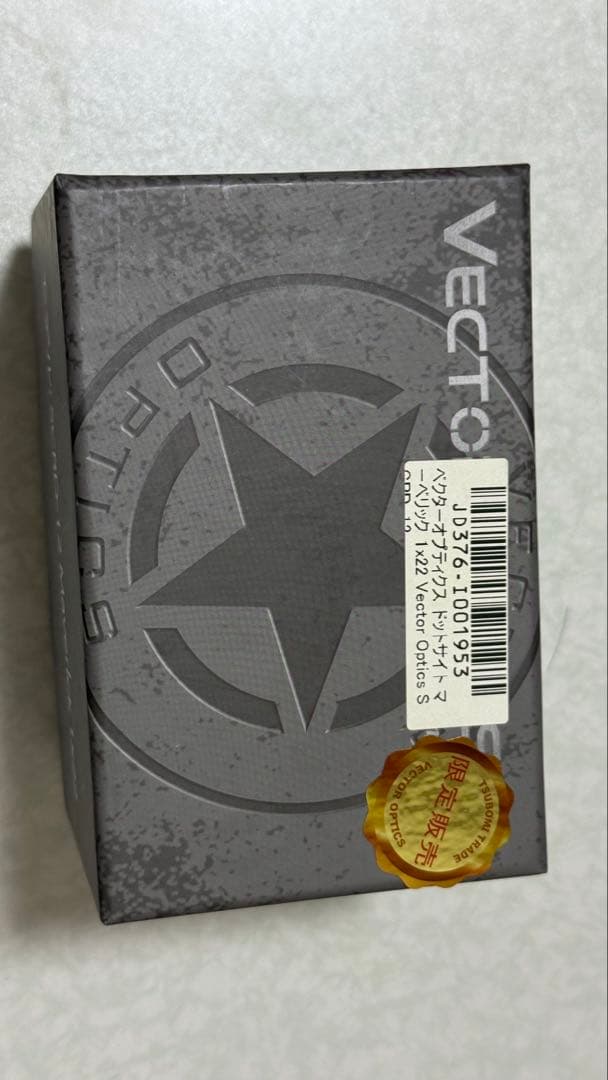 VECTO
OPTICS
JD376-I001953
ベクターオプティクス ドットサイト マ
ーベリック 1x22 Vector Optics S
TSUBOMI TRADE
限定販売
VECTOR OPTICS